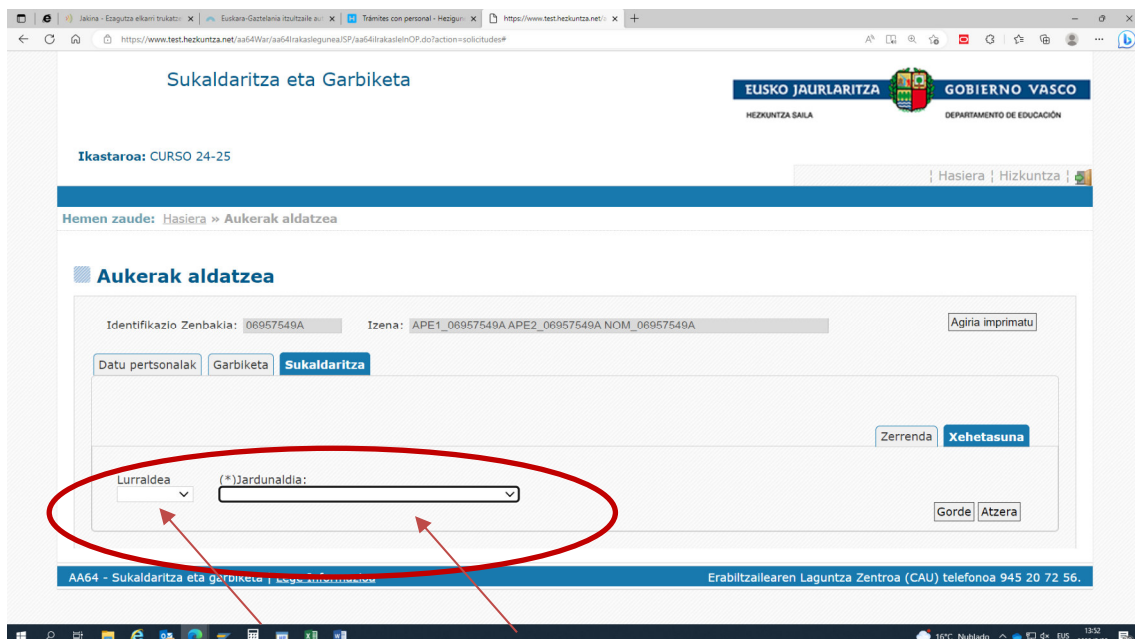 Jakina - Ezagutza elkarri trukatze
Euskara-Gaztelania itzultzaile au
Trámites con personal - Hezigun
https://www.test.hezkuntza.net/a
https://www.test.hezkuntza.net/aa64War/aa64IrakasleguneaJSP/aa64iIrakasleInOP.do?action=solicitudes#
Sukaldaritza eta Garbiketa
EUSKO JAURLARITZA
GOBIERNO VASCO
HEZKUNTZA SAILA
DEPARTAMENTO DE EDUCACIÓN
Ikastaroa: CURSO 24-25
¦ Hasiera ¦ Hizkuntza ¦
Hemen zaude: Hasiera » Aukerak aldatzea
Aukerak aldatzea
Identifikazio Zenbakia: 06957549A Izena: APE1_06957549A APE2_06957549A NOM_06957549A
Agiria imprimatu
Datu pertsonalak Garbiketa Sukaldaritza
Zerrenda Xehetasuna
Lurraldea (*)Jardunaldia:
Gorde Atzera
AA64 - Sukaldaritza eta garbiketa | Lege Informazioa Erabiltzailearen Laguntza Zentroa (CAU) telefonoa 945 20 72 56.
16°C Nublado EUS 13:52